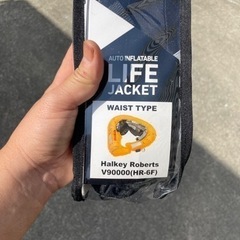 AUTO INFLATABLE
LIFE
JACKET
WAIST TYPE
Halkey Roberts
V90000(HR-6F)